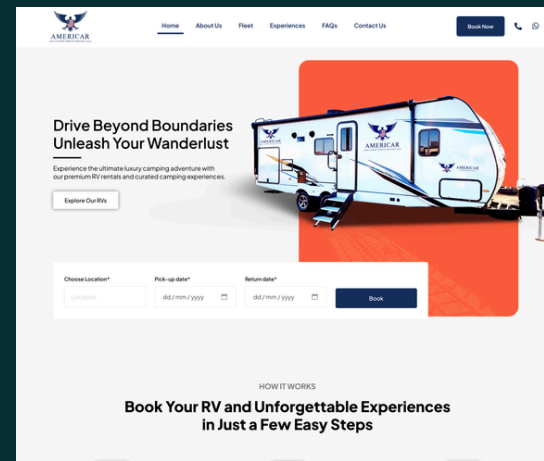 Home About Us Fleet Experiences FAQs Contact Us Book Now
AMERICAR
Drive Beyond Boundaries
Unleash Your Wanderlust
Experience the ultimate luxury camping adventure with
our premium RV rentals and curated camping experiences.
Explore Our RVs
AMERICAR
AMERICAR
AMERICAR
Choose Location* Pick-up date* Return date*
Location dd/mm/yyyy dd/mm/yyyy Book
HOW IT WORKS
Book Your RV and Unforgettable Experiences
in Just a Few Easy Steps